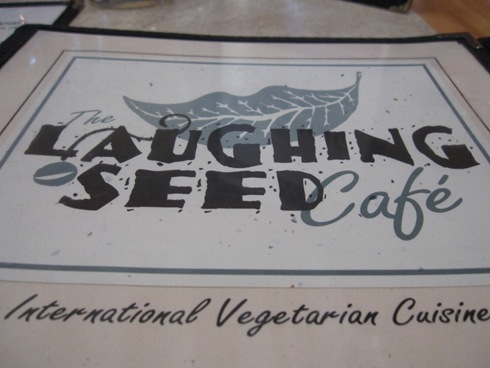 The
LAUGHING
SEED Café
International Vegetarian Cuisine